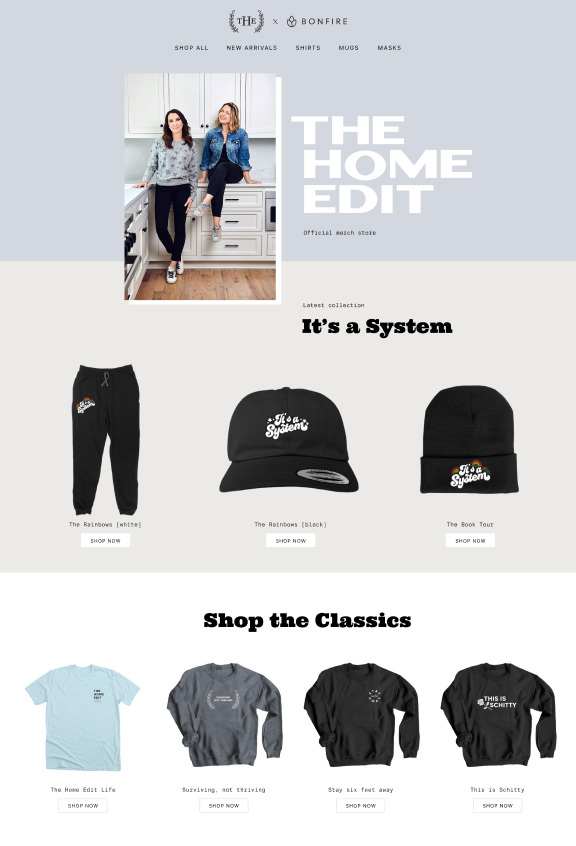 THE x BONFIRE
SHOP ALL NEW ARRIVALS SHIRTS MUGS MASKS
THE
HOME
EDIT
Official merch store
Latest collection
It's a System
It's a
System
It's a
System
It's a
System
The Rainbows [white] The Rainbows [black] The Book Tour
SHOP NOW SHOP NOW SHOP NOW
Shop the Classics
THE
HOME
EDIT
THIS IS
SCHITTY
The Home Edit Life Surviving, not thriving Stay six feet away This is Schitty
SHOP NOW SHOP NOW SHOP NOW SHOP NOW